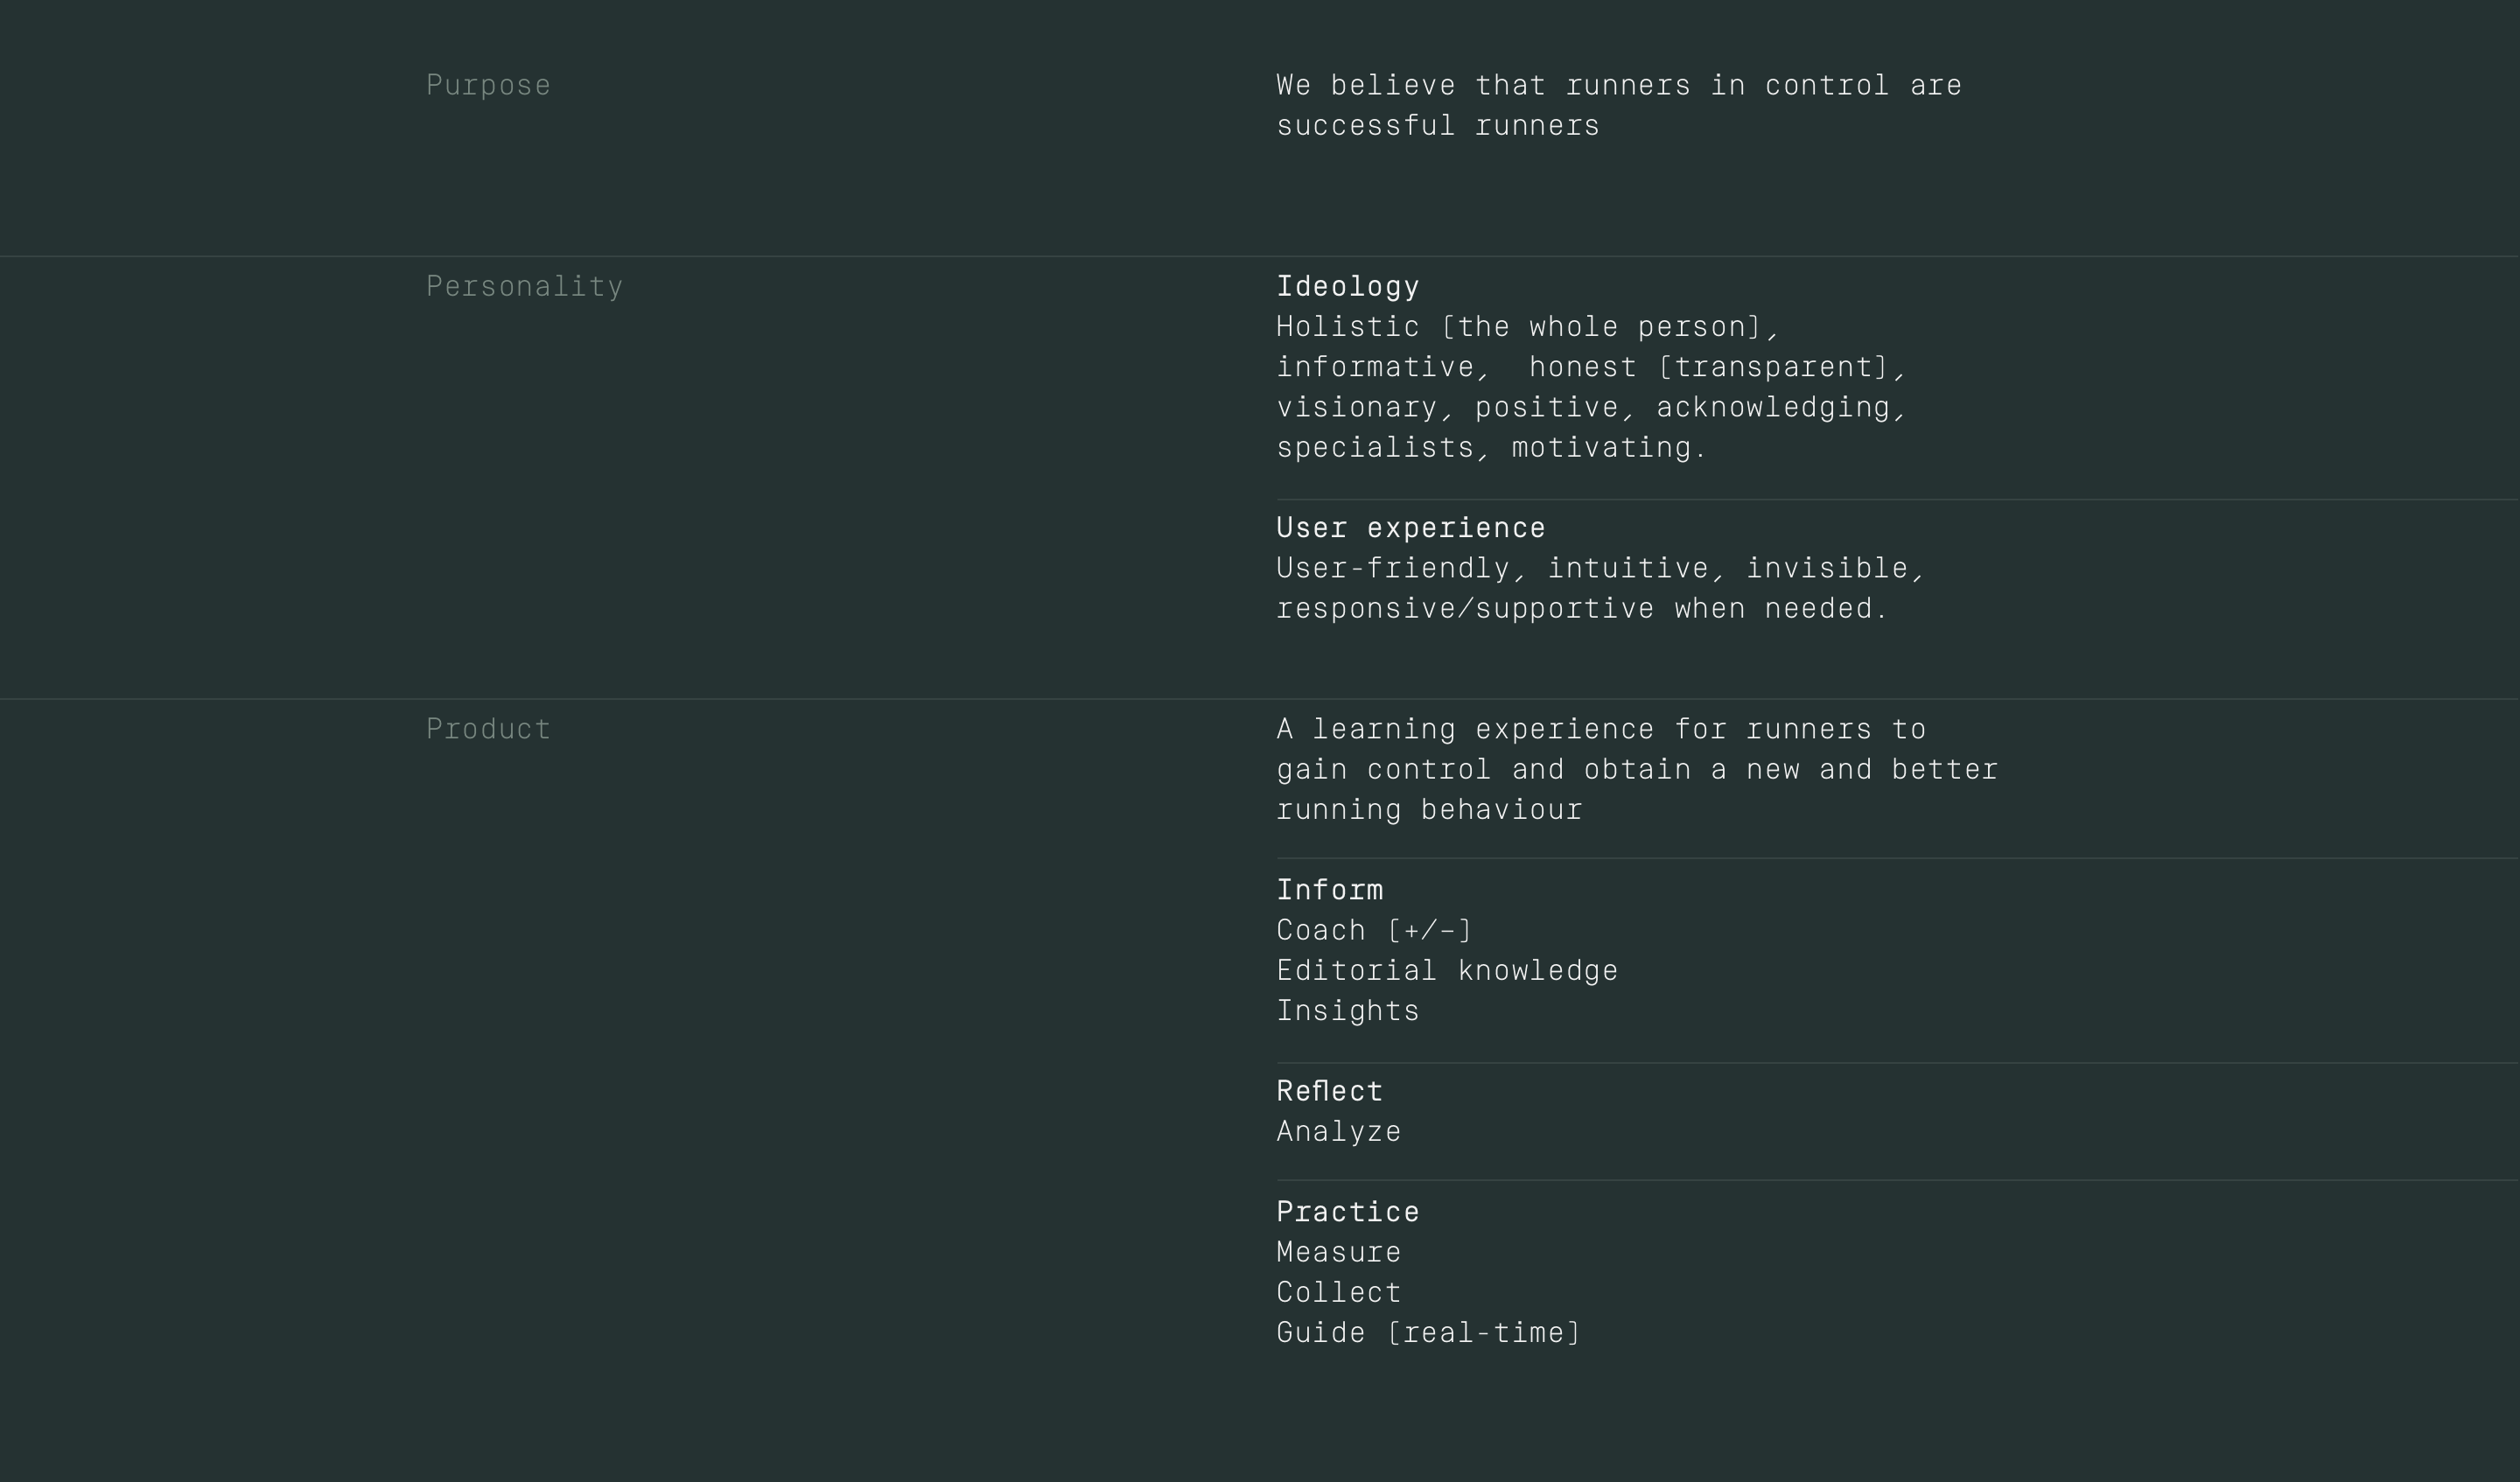 Purpose
We believe that runners in control are
successful runners
Personality
Ideology
Holistic [the whole person],
informative,  honest [transparent],
visionary, positive, acknowledging,
specialists, motivating.
User experience
User-friendly, intuitive, invisible,
responsive/supportive when needed.
Product
A learning experience for runners to
gain control and obtain a new and better
running behaviour
Inform
Coach [+/-]
Editorial knowledge
Insights
Reflect
Analyze
Practice
Measure
Collect
Guide [real-time]